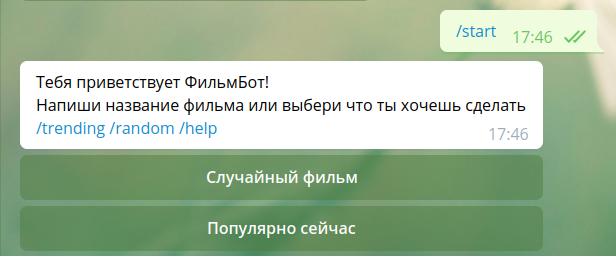 /start 17:46
Тебя приветствует ФильмБот!
Напиши название фильма или выбери что ты хочешь сделать
/trending /random /help
17:46
Случайный фильм
Популярно сейчас